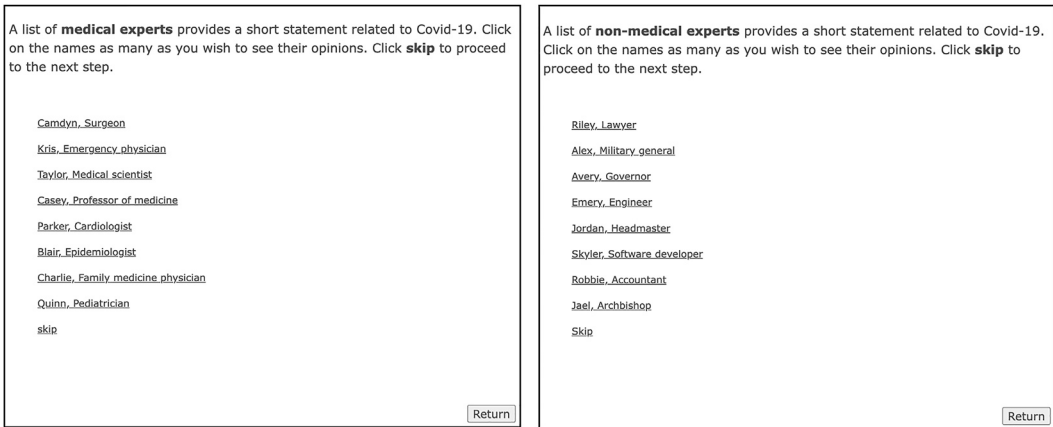 A list of medical experts provides a short statement related to Covid-19. Click
on the names as many as you wish to see their opinions. Click skip to proceed
to the next step.
Camdyn, Surgeon
Kris, Emergency physician
Taylor, Medical scientist
Casey, Professor of medicine
Parker, Cardiologist
Blair, Epidemiologist
Charlie, Family medicine physician
Quinn, Pediatrician
skip
Return
A list of non-medical experts provides a short statement related to Covid-19.
Click on the names as many as you wish to see their opinions. Click skip to
proceed to the next step.
Riley, Lawyer
Alex, Military general
Avery, Governor
Emery, Engineer
Jordan, Headmaster
Skyler, Software developer
Robbie, Accountant
Jael, Archbishop
Skip
Return